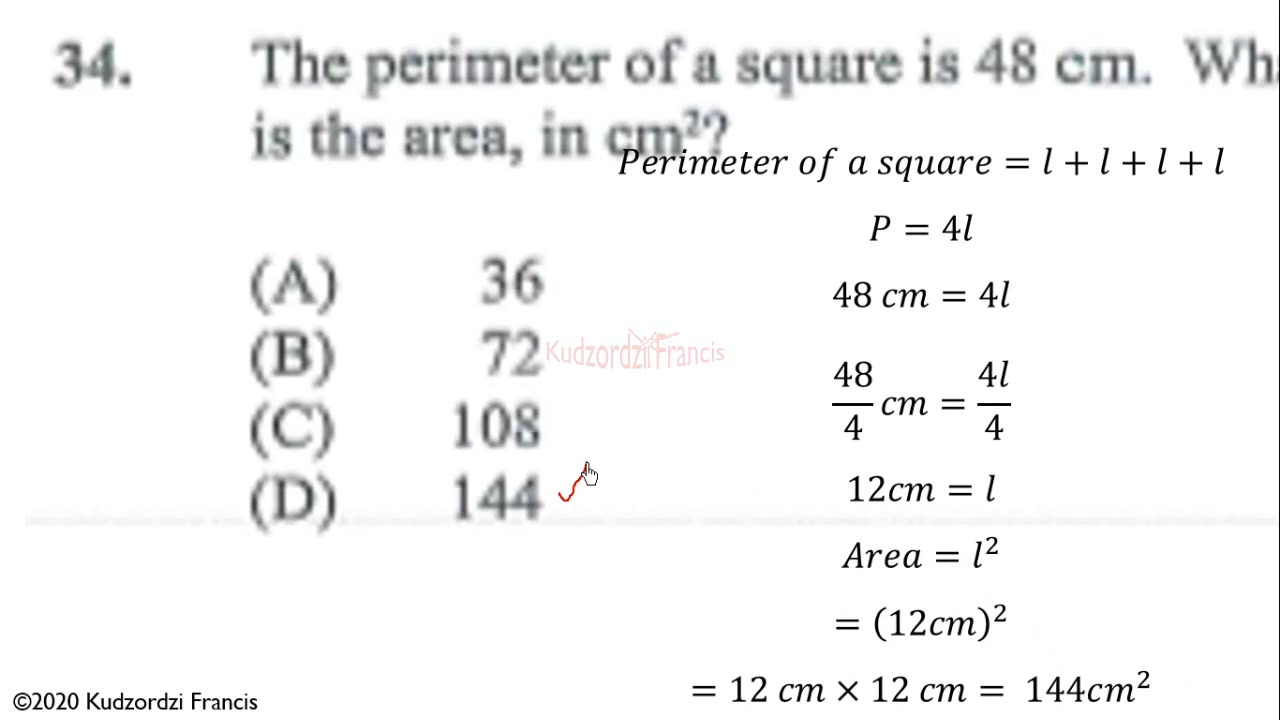 34. The perimeter of a square is 48 cm. Wh
is the area, in cm²?
(A) 36
(B) 72
(C) 108
(D) 144
Perimeter of a square = l + l + l + l
P = 4l
48 cm = 4l
48/4 cm = 4l/4
12cm = l
Area = l²
= (12cm)²
= 12 cm × 12 cm = 144cm²
Kudzordzi Francis
©2020 Kudzordzi Francis